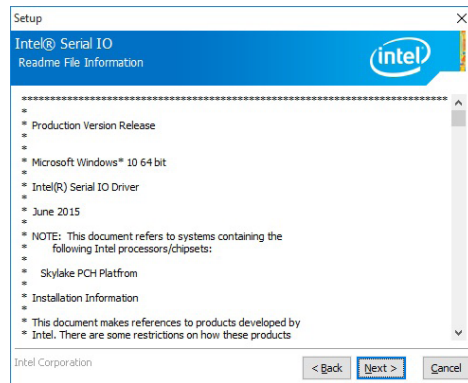 Setup
Intel® Serial IO
Readme File Information
intel
********************************************************************************
*
* Production Version Release
*
*
* Microsoft Windows* 10 64 bit
*
* Intel(R) Serial IO Driver
*
* June 2015
*
* NOTE: This document refers to systems containing the
* following Intel processors/chipsets:
*
* Skylake PCH Platfrom
*
* Installation Information
*
* This document makes references to products developed by
* Intel. There are some restrictions on how these products
Intel Corporation
< Back
Next >
Cancel